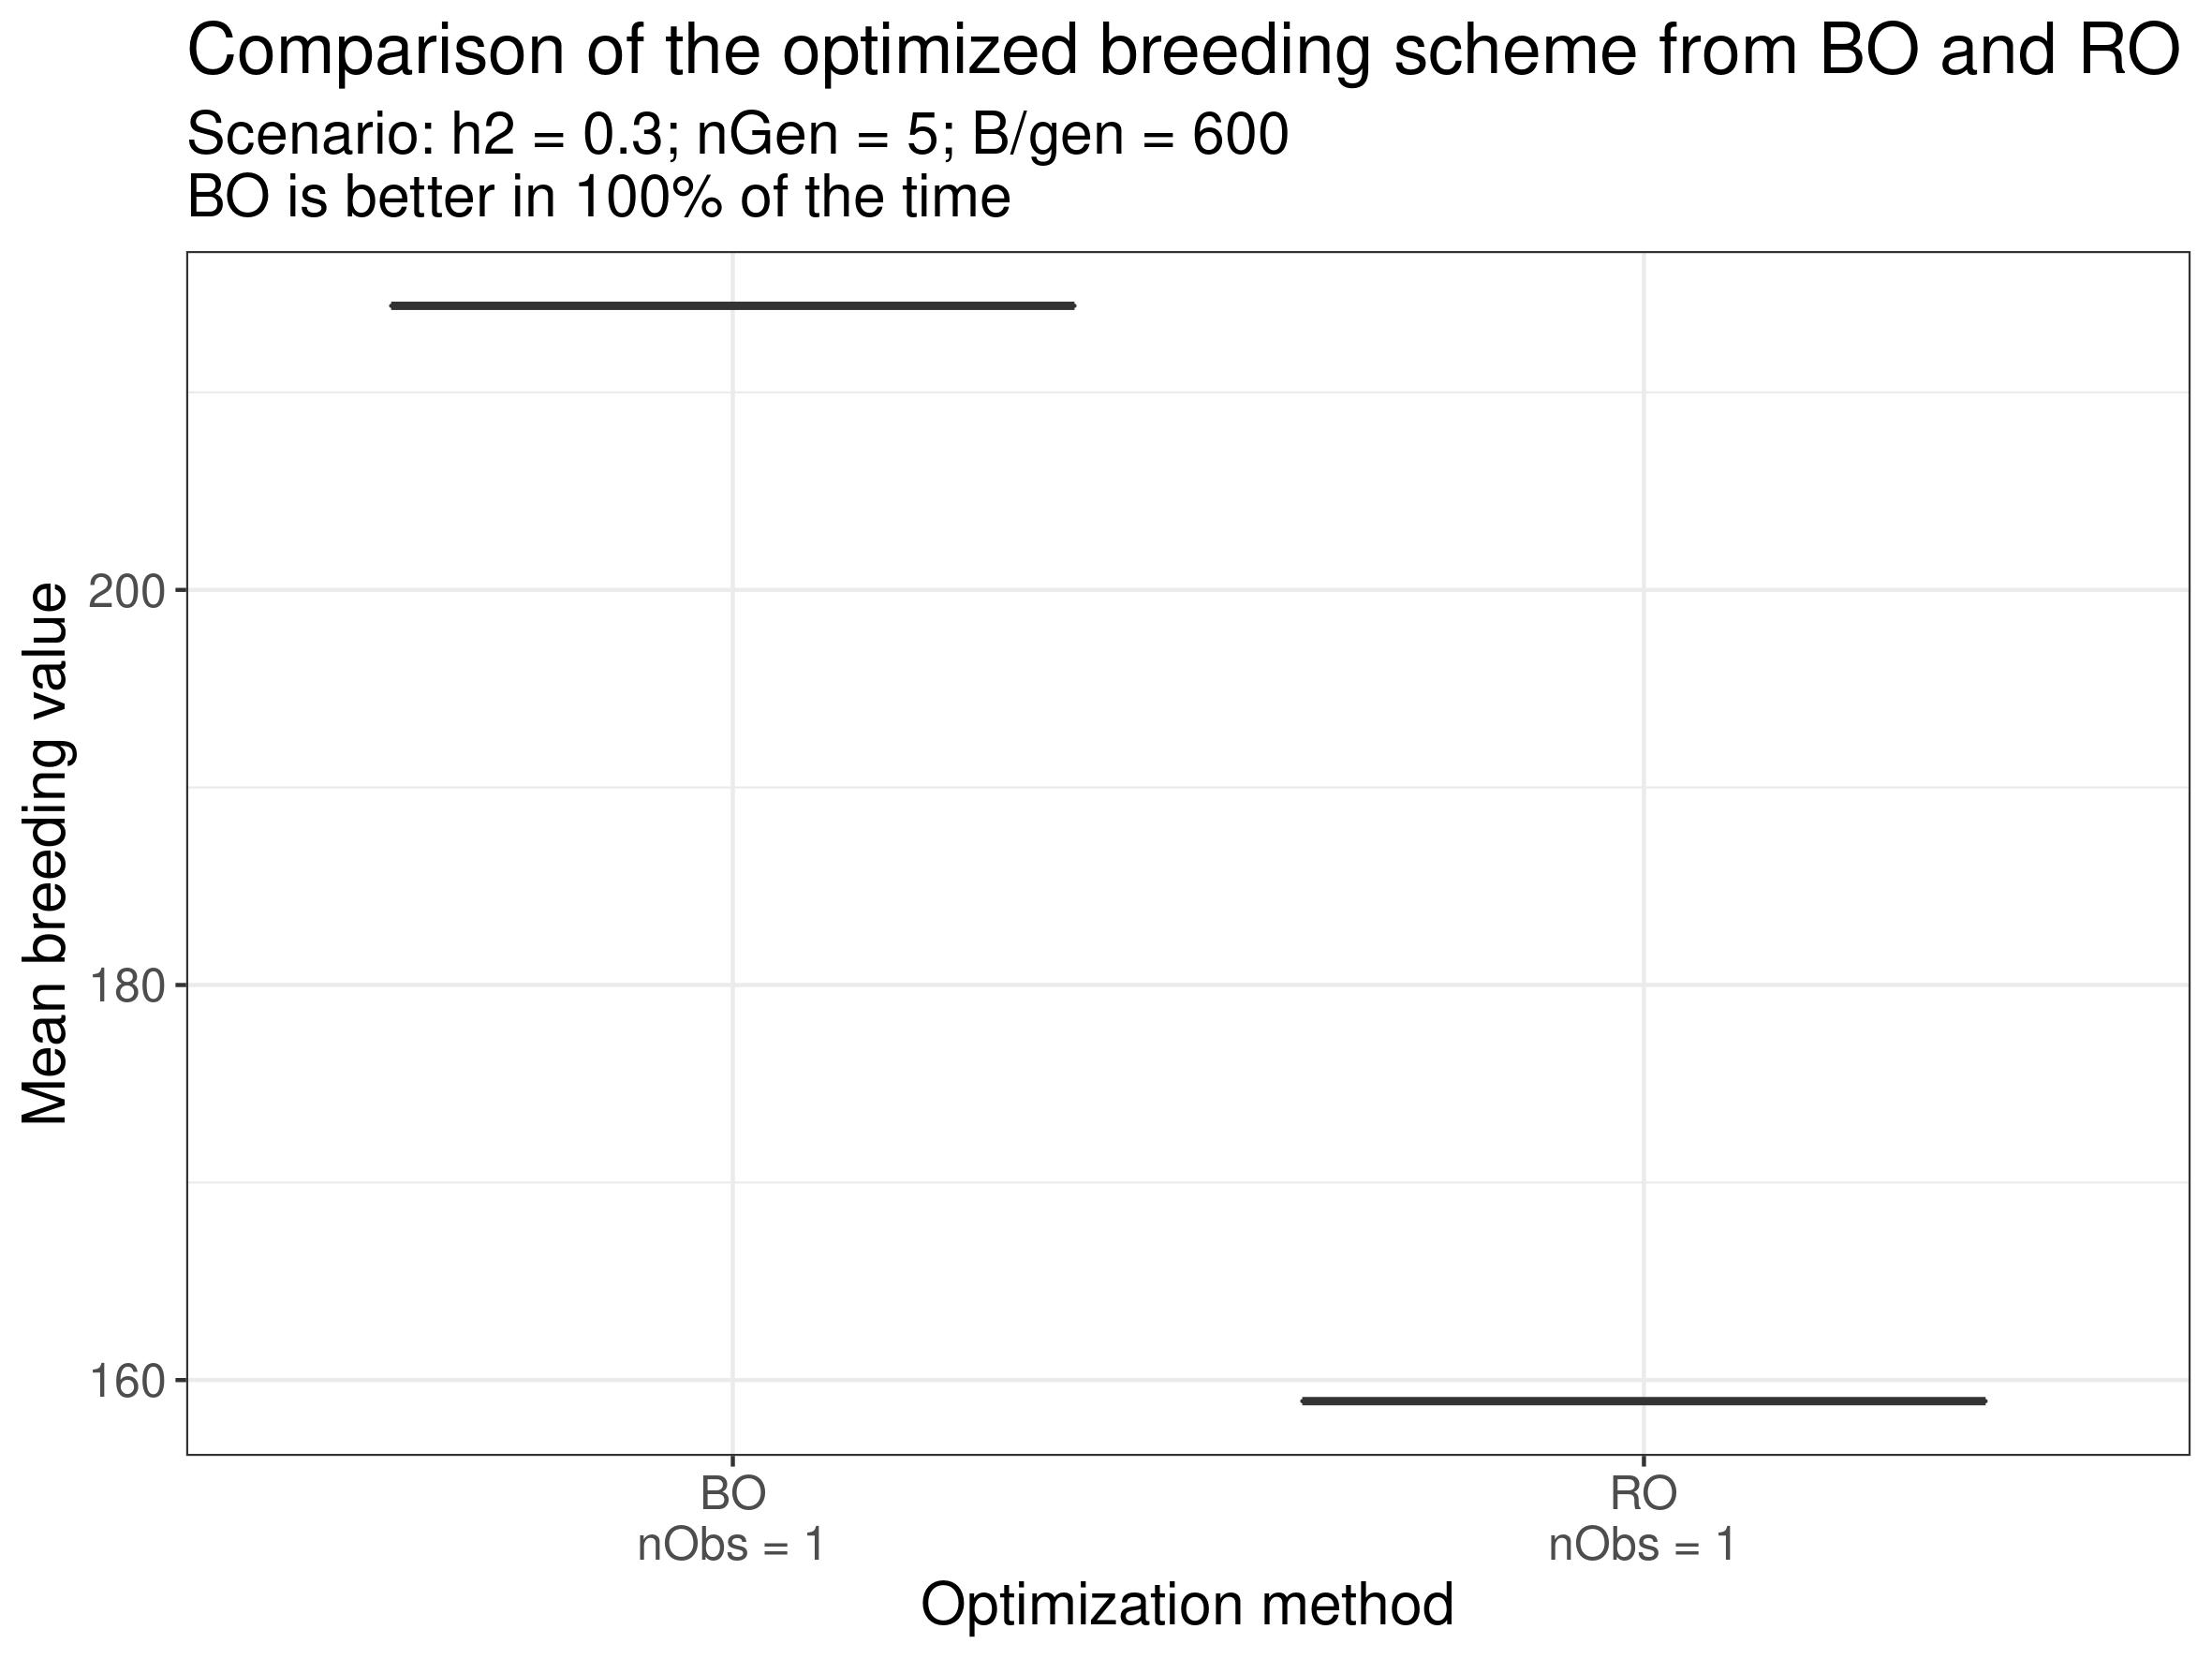 Comparison of the optimized breeding scheme from BO and RO
Scenario: h2 = 0.3; nGen = 5; B/gen = 600
BO is better in 100% of the time
Mean breeding value
200
180
160
BO
nObs = 1
RO
nObs = 1
Optimization method